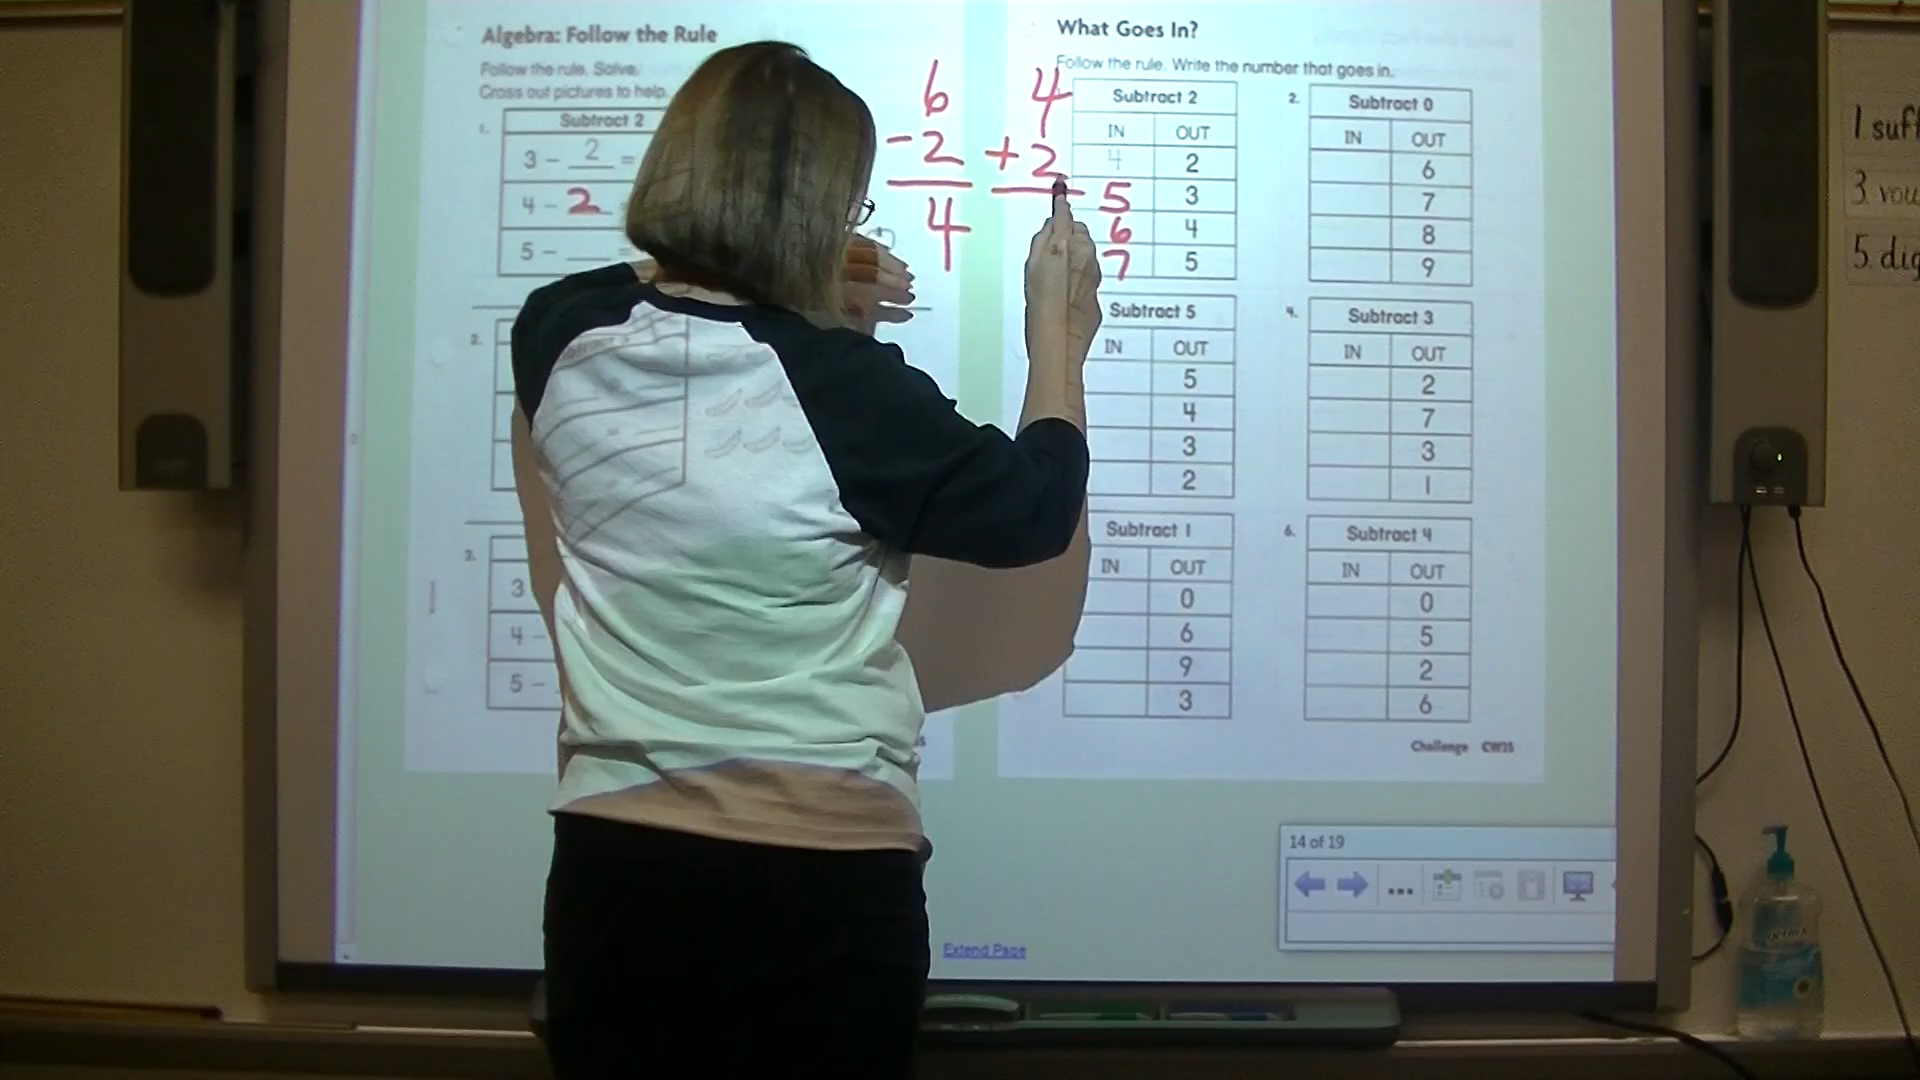 Algebra: Follow the Rule
Follow the rule. Solve.
Cross out pictures to help.
1.
Subtract 2
3 - 2 =
4 - 2
5 - __ =
2.
3.
3
4 -
5 -
6
-2
4
4
+2
What Goes In?
Follow the rule. Write the number that goes in.
Subtract 2
IN OUT
4 2
5 3
6 4
7 5
2.
Subtract 0
IN OUT
6
7
8
9
Subtract 5
IN OUT
5
4
3
2
4.
Subtract 3
IN OUT
2
7
3
1
Subtract 1
IN OUT
0
6
9
3
6.
Subtract 4
IN OUT
0
5
2
6
Challenge CW35
14 of 19
Extend Page
1. suff
3. vou
5. dig